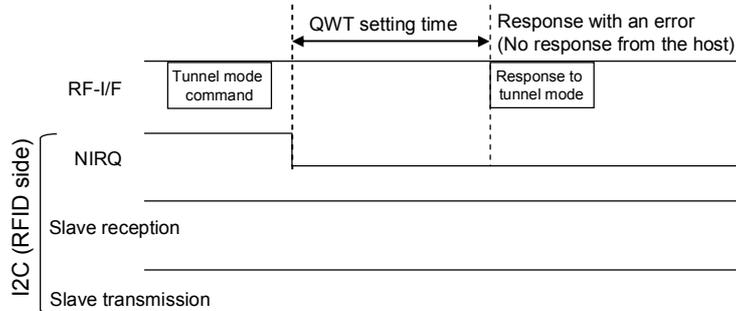 QWT setting time
Response with an error
(No response from the host)
RF-I/F
Tunnel mode
command
Response to
tunnel mode
I2C (RFID side)
NIRQ
Slave reception
Slave transmission